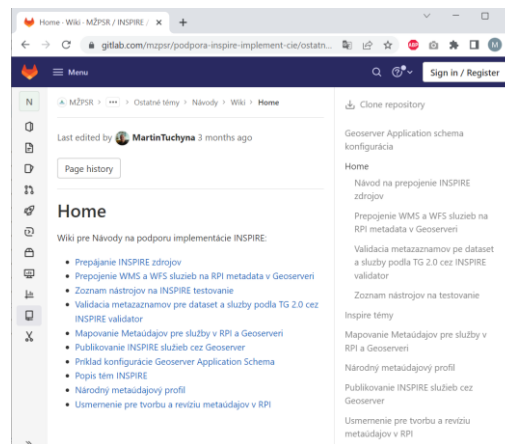 Home · Wiki · MŽPSR / INSPIRE /
gitlab.com/mzpsr/podpora-inspire-implement-cie/ostatn...
M
Menu
Sign in / Register
N
MŽPSR > ··· > Ostatné témy > Návody > Wiki > Home
Last edited by MartinTuchyna 3 months ago
Page history
Home
Wiki pre Návody na podporu implementácie INSPIRE:
Prepájanie INSPIRE zdrojov
Prepojenie WMS a WFS sluzieb na RPI metadata v Geoserveri
Zoznam nástrojov na INSPIRE testovanie
Validacia metazaznamov pre dataset a sluzby podla TG 2.0 cez
INSPIRE validator
Mapovanie Metaúdajov pre služby v RPI a Geoserveri
Publikovanie INSPIRE služieb cez Geoserver
Príklad konfigurácie Geoserver Application Schema
Popis tém INSPIRE
Národný metaúdajový profil
Usmernenie pre tvorbu a revíziu metaúdajov v RPI
Clone repository
Geoserver Application schema
konfigurácia
Home
Návod na prepojenie INSPIRE
zdrojov
Prepojenie WMS a WFS sluzieb na
RPI metadata v Geoserveri
Validacia metazaznamov pe dataset
a sluzby podla TG 2.0 cez INSPIRE
validator
Zoznam nástrojov na testovanie
Inspire témy
Mapovanie Metaúdajov pre služby v
RPI a Geoserveri
Národný metaúdajový profil
Publikovanie INSPIRE služieb cez
Geoserver
Usmernenie pre tvorbu a revíziu
metaúdajov v RPI